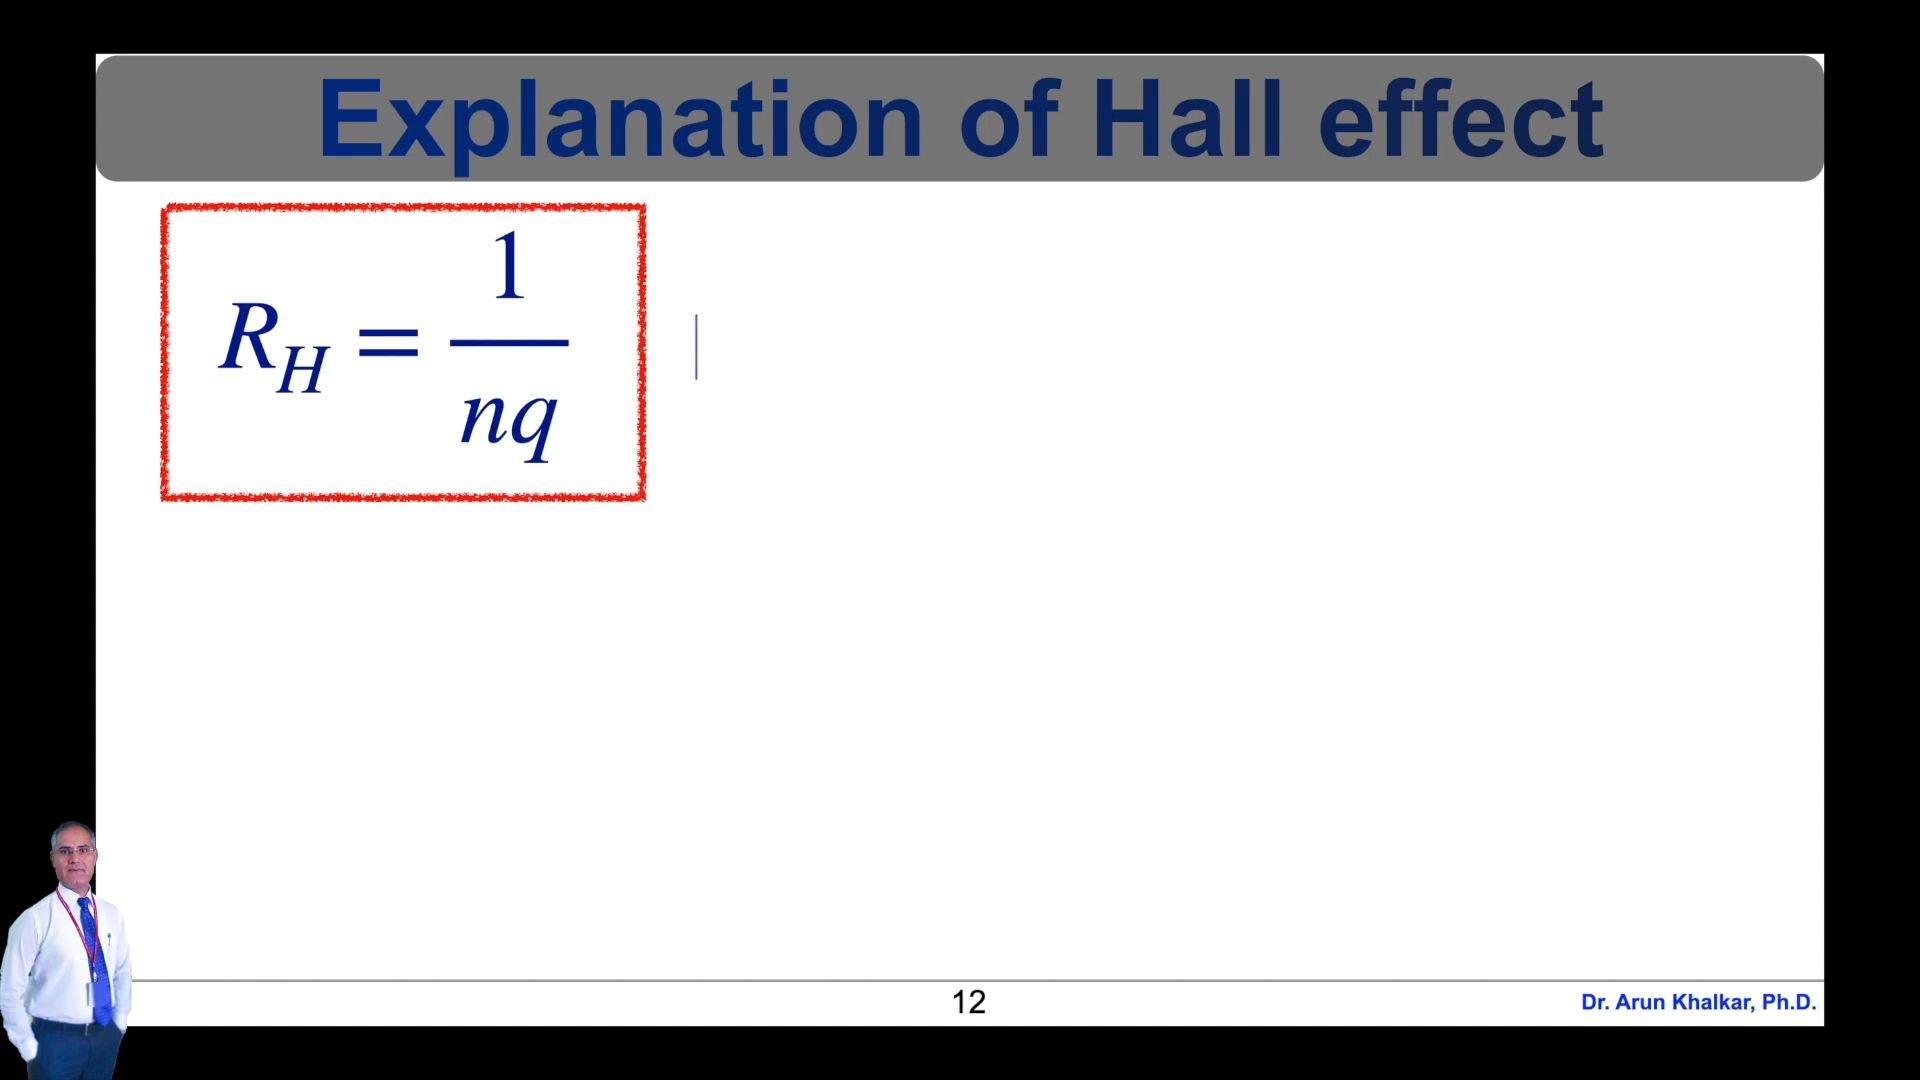 Explanation of Hall effect
R_H = 1/nq
12
Dr. Arun Khalkar, Ph.D.